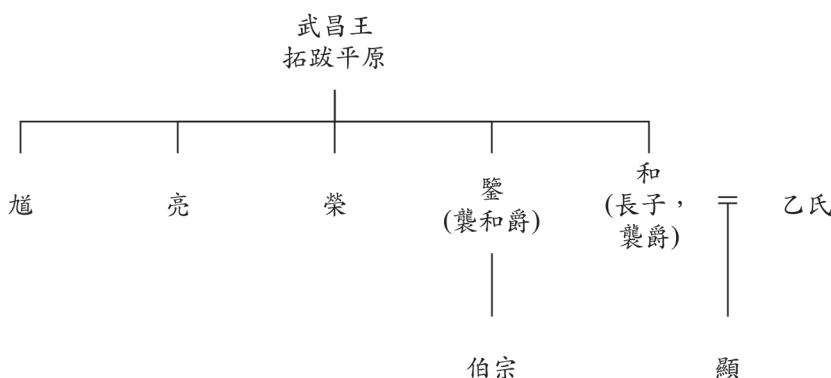 武昌王
拓跋平原
馗
亮
榮
鑒
(襲和爵)
和
(長子，
襲爵)
乙氏
伯宗
顯